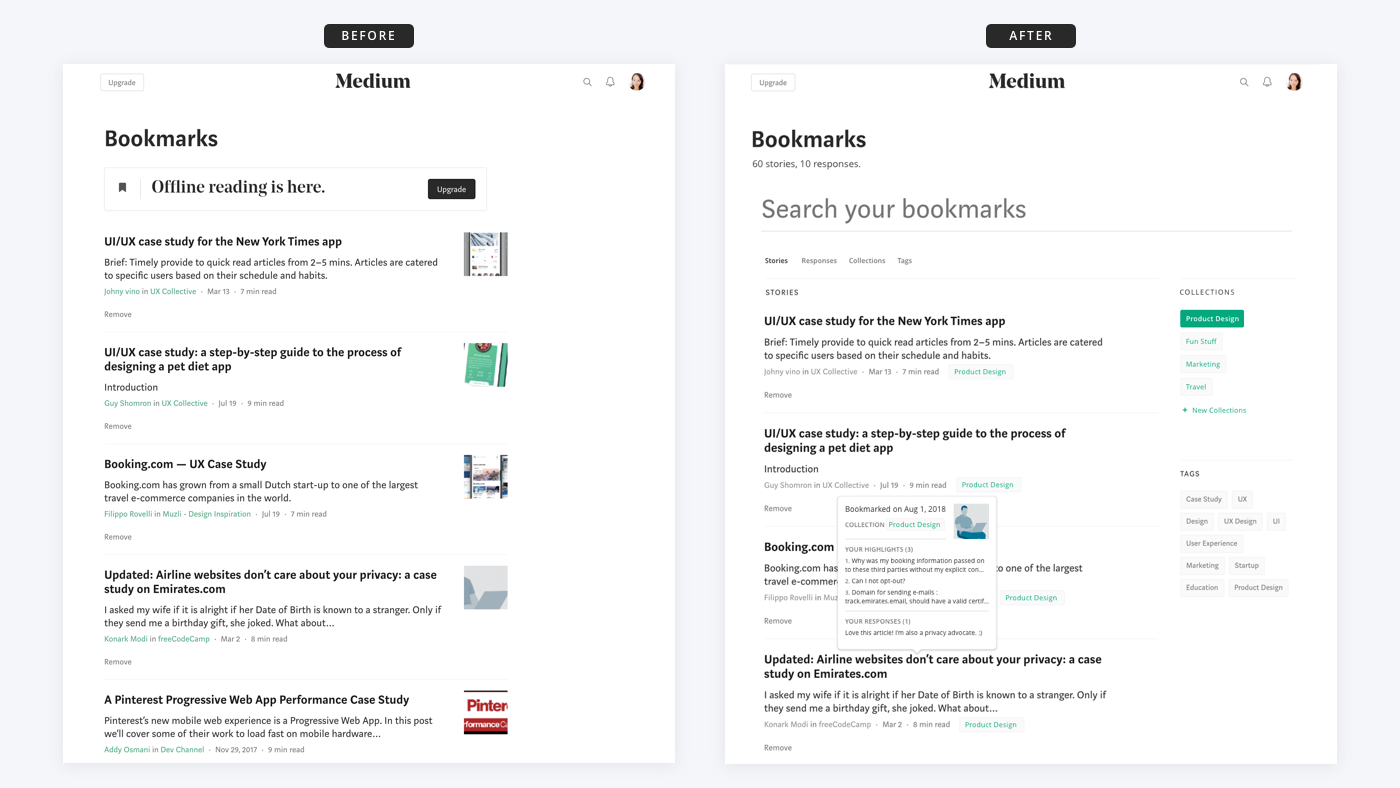 BEFORE
Upgrade
Medium
Bookmarks
Offline reading is here.
Upgrade
UI/UX case study for the New York Times app
Brief: Timely provide to quick read articles from 2–5 mins. Articles are catered
to specific users based on their schedule and habits.
Johny vino in UX Collective · Mar 13 · 7 min read
Remove
UI/UX case study: a step-by-step guide to the process of
designing a pet diet app
Introduction
Guy Shomron in UX Collective · Jul 19 · 9 min read
Remove
Booking.com — UX Case Study
Booking.com has grown from a small Dutch start-up to one of the largest
travel e-commerce companies in the world.
Filippo Rovelli in Muzli - Design Inspiration · Jul 19 · 7 min read
Remove
Updated: Airline websites don’t care about your privacy: a case
study on Emirates.com
I asked my wife if it is alright if her Date of Birth is known to a stranger. Only if
they send me a birthday gift, she joked. What about…
Konark Modi in freeCodeCamp · Mar 2 · 8 min read
Remove
A Pinterest Progressive Web App Performance Case Study
Pinterest’s new mobile web experience is a Progressive Web App. In this post
we’ll cover some of their work to load fast on mobile hardware…
Addy Osmani in Dev Channel · Nov 29, 2017 · 9 min read
Pinter
formance Ca
AFTER
Upgrade
Medium
Bookmarks
60 stories, 10 responses.
Search your bookmarks
Stories Responses Collections Tags
STORIES
UI/UX case study for the New York Times app
Brief: Timely provide to quick read articles from 2–5 mins. Articles are catered
to specific users based on their schedule and habits.
Johny vino in UX Collective · Mar 13 · 7 min read Product Design
Remove
UI/UX case study: a step-by-step guide to the process of
designing a pet diet app
Introduction
Guy Shomron in UX Collective · Jul 19 · 9 min read Product Design
Remove
Booking.com
Booking.com has
o one of the largest
travel e-commer
Filippo Rovelli in Muz
Product Design
Remove
Bookmarked on Aug 1, 2018
COLLECTION Product Design
YOUR HIGHLIGHTS (3)
1. Why was my booking information passed on
to these third parties without my explicit con...
2. Can I not opt-out?
3. Domain for sending e-mails :
track.emirates.email, should have a valid certif...
YOUR RESPONSES (1)
Love this article! I'm also a privacy advocate. ;)
Updated: Airline websites don’t care about your privacy: a case
study on Emirates.com
I asked my wife if it is alright if her Date of Birth is known to a stranger. Only if
they send me a birthday gift, she joked. What about…
Konark Modi in freeCodeCamp · Mar 2 · 8 min read Product Design
Remove
COLLECTIONS
Product Design
Fun Stuff
Marketing
Travel
+ New Collections
TAGS
Case Study UX
Design UX Design UI
User Experience
Marketing Startup
Education Product Design